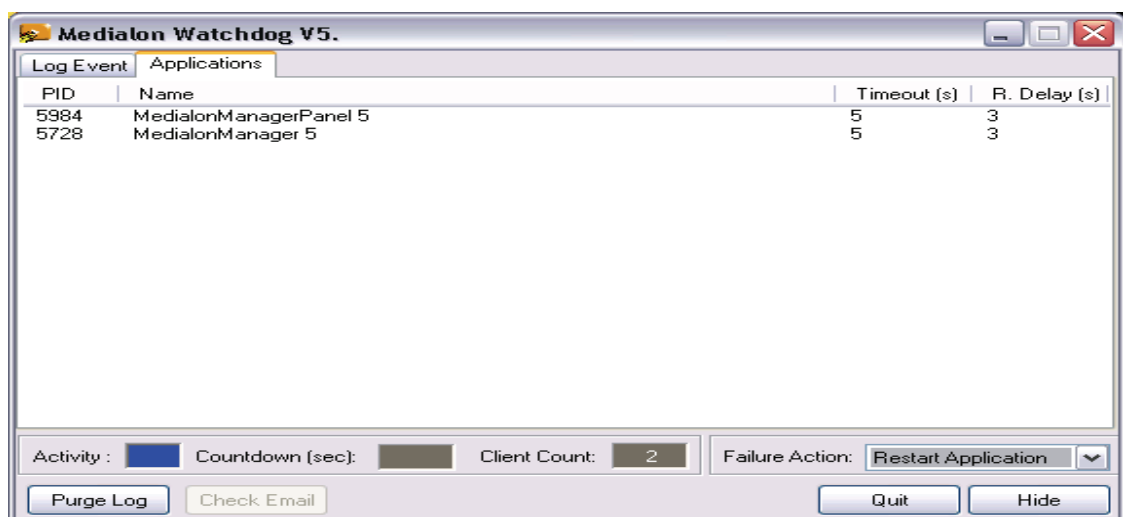 Medialon Watchdog V5.
Log Event Applications
PID Name Timeout (s) R. Delay (s)
5984 MedialonManagerPanel 5 5 3
5728 MedialonManager 5 5 3
Activity : Countdown (sec): Client Count: 2 Failure Action: Restart Application
Purge Log Check Email Quit Hide